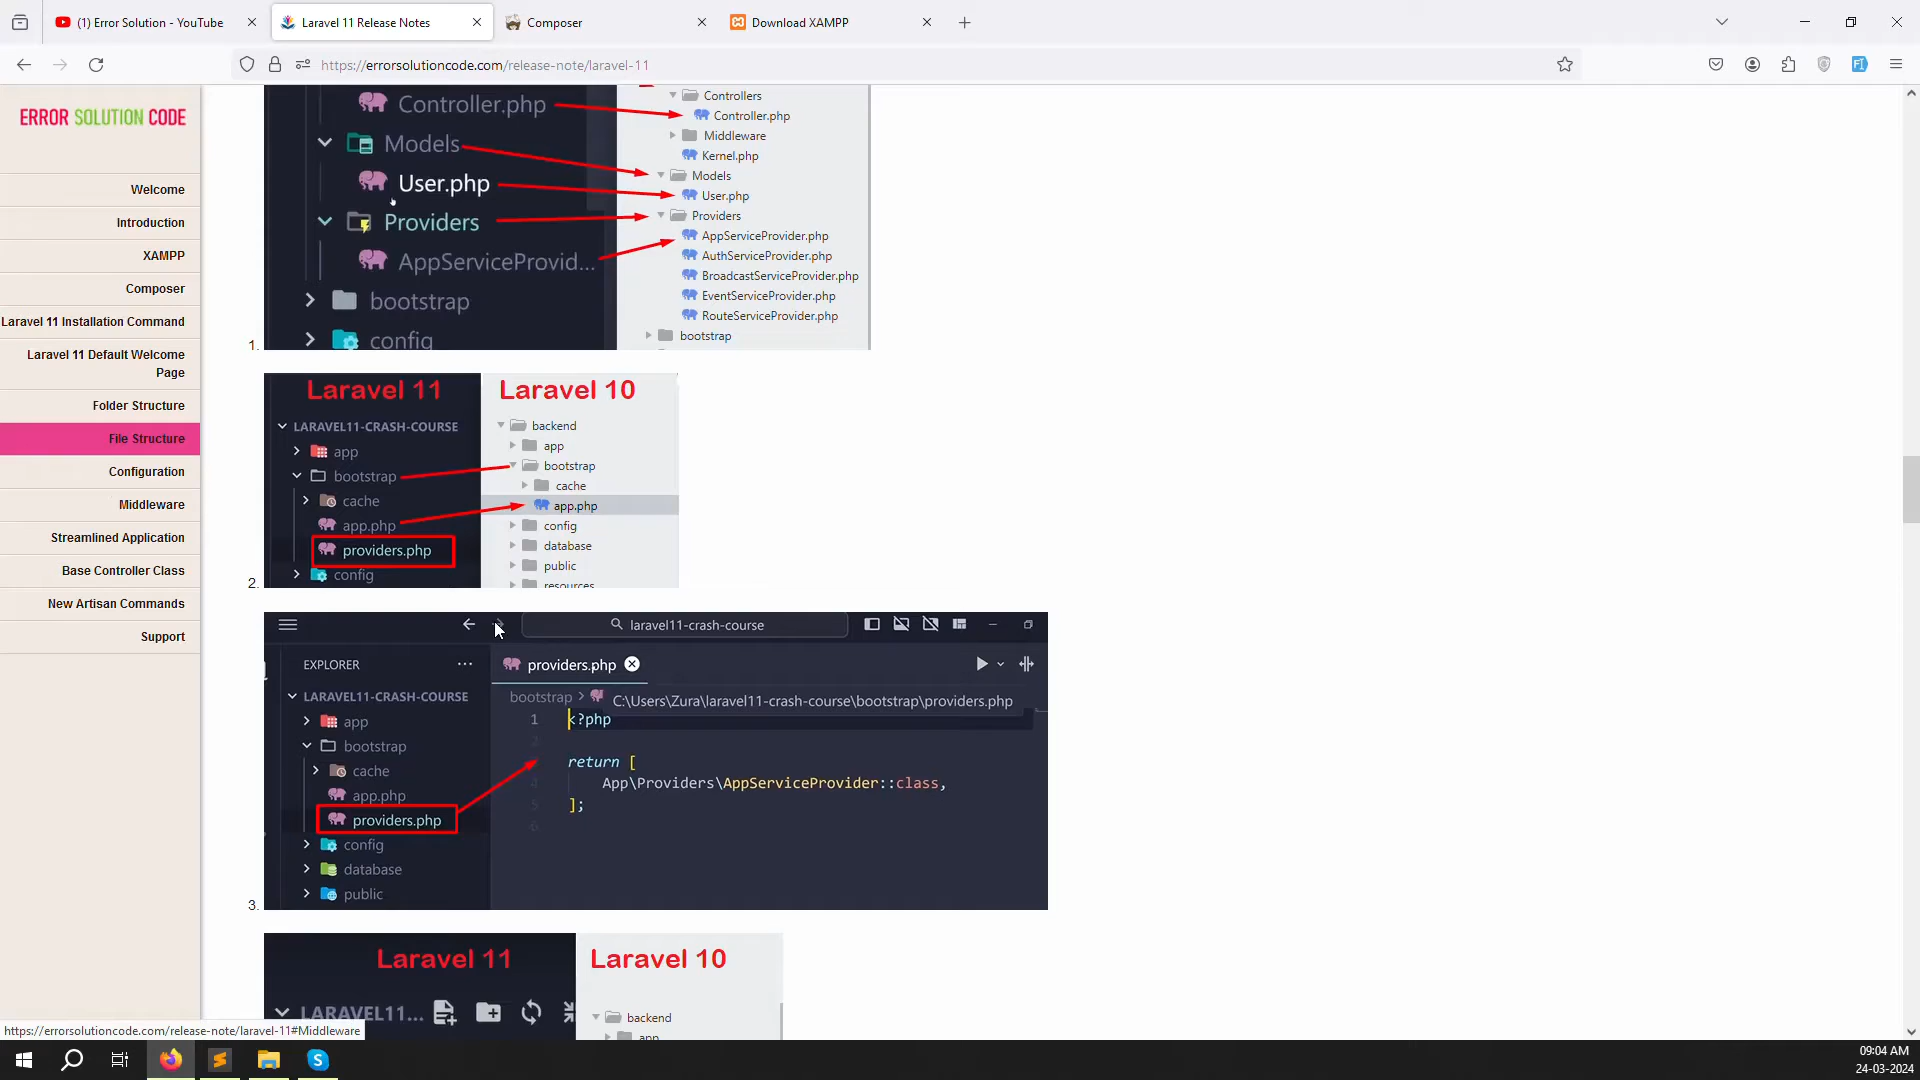 (1) Error Solution - YouTube
Laravel 11 Release Notes
Composer
Download XAMPP
https://errorsolutioncode.com/release-note/laravel-11
ERROR SOLUTION CODE
Welcome
Introduction
XAMPP
Composer
Laravel 11 Installation Command
Laravel 11 Default Welcome
Page
Folder Structure
File Structure
Configuration
Middleware
Streamlined Application
Base Controller Class
New Artisan Commands
Support
Controller.php
Models
User.php
Providers
AppServiceProvid...
bootstrap
config
Controllers
Controller.php
Middleware
Kernel.php
Models
User.php
Providers
AppServiceProvider.php
AuthServiceProvider.php
BroadcastServiceProvider.php
EventServiceProvider.php
RouteServiceProvider.php
bootstrap
1.
Laravel 11
LARAVEL11-CRASH-COURSE
app
bootstrap
cache
app.php
providers.php
config
Laravel 10
backend
app
bootstrap
cache
app.php
config
database
public
resources
2.
laravel11-crash-course
EXPLORER
LARAVEL11-CRASH-COURSE
app
bootstrap
cache
app.php
providers.php
config
database
public
providers.php
bootstrap >
C:\Users\Zura\laravel11-crash-course\bootstrap\providers.php
1 <?php
2
return [
4 App\Providers\AppServiceProvider::class,
5 ];
6
3.
Laravel 11
LARAVEL11...
Laravel 10
backend
app
https://errorsolutioncode.com/release-note/laravel-11#Middleware
09:04 AM
24-03-2024